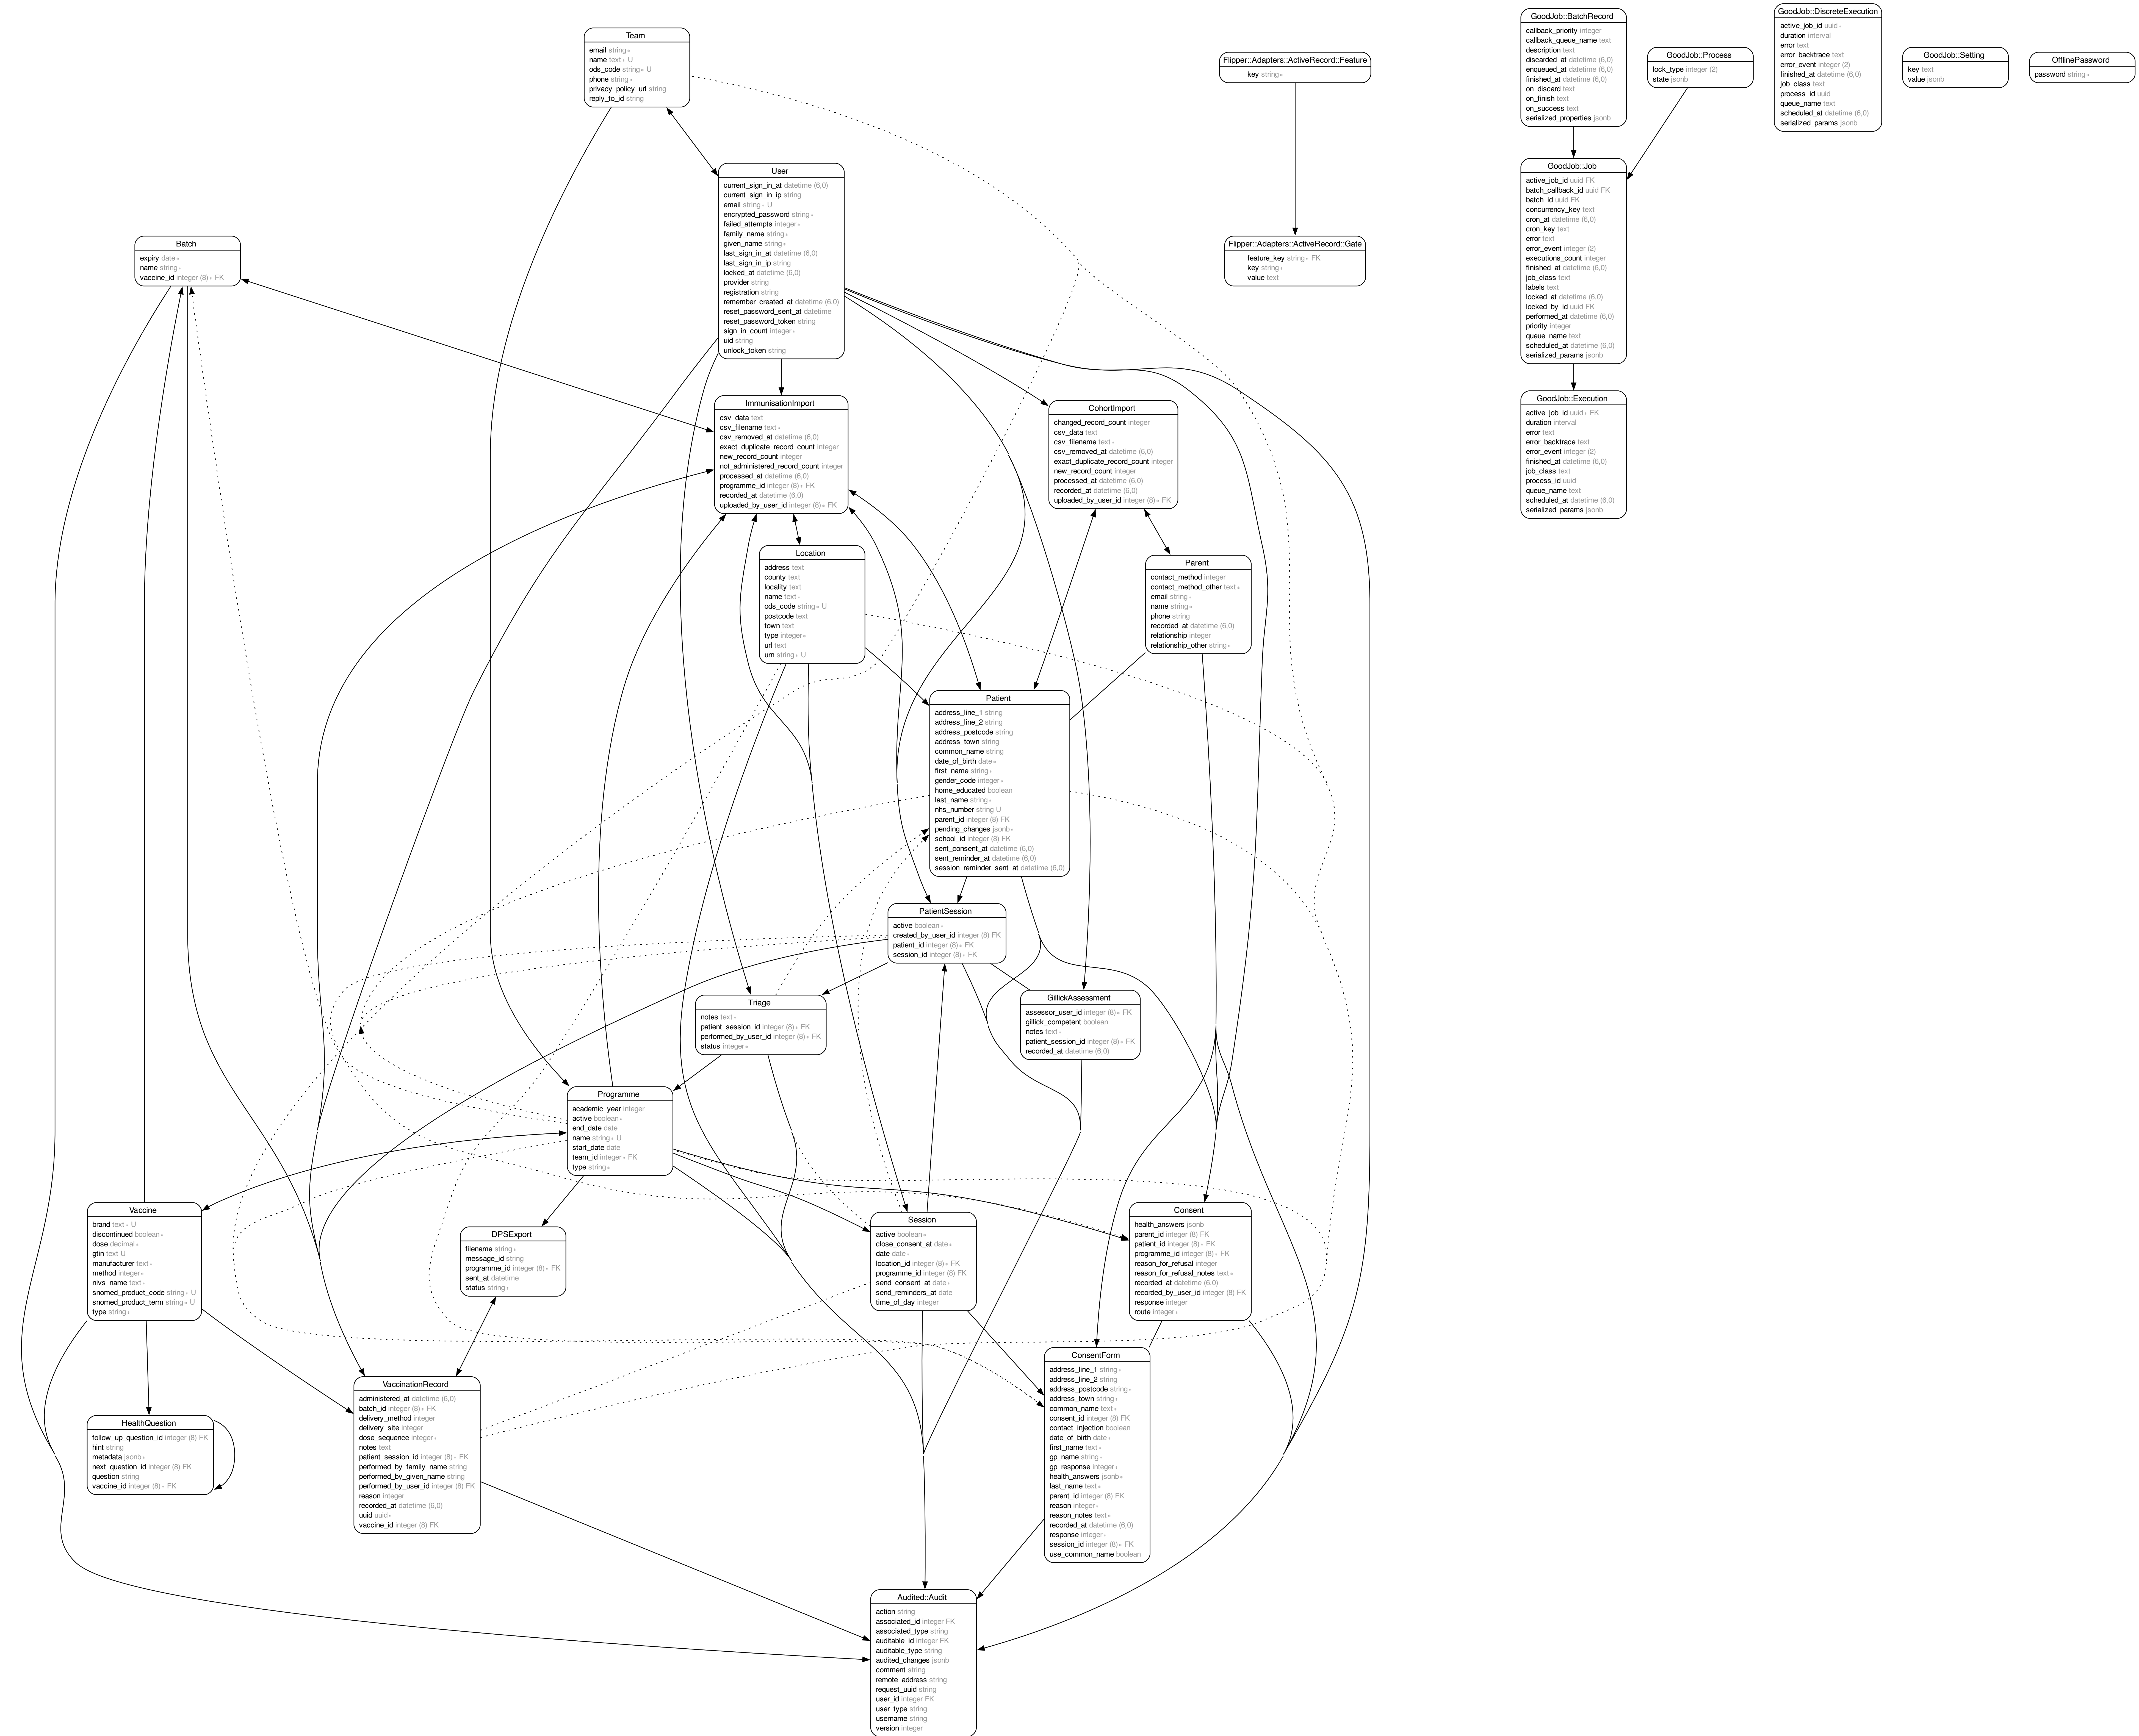 Team
email string ∗
name text ∗ U
ods_code string ∗ U
phone string ∗
privacy_policy_url string
reply_to_id string
User
current_sign_in_at datetime (6,0)
current_sign_in_ip string
email string ∗ U
encrypted_password string ∗
failed_attempts integer ∗
family_name string ∗
given_name string ∗
last_sign_in_at datetime (6,0)
last_sign_in_ip string
locked_at datetime (6,0)
provider string
registration string
remember_created_at datetime (6,0)
reset_password_sent_at datetime
reset_password_token string
sign_in_count integer ∗
uid string
unlock_token string
Batch
expiry date ∗
name string ∗
vaccine_id integer (8) ∗ FK
Flipper::Adapters::ActiveRecord::Feature
key string ∗
Flipper::Adapters::ActiveRecord::Gate
feature_key string ∗ FK
key string ∗
value text
GoodJob::BatchRecord
callback_priority integer
callback_queue_name text
description text
discarded_at datetime (6,0)
enqueued_at datetime (6,0)
finished_at datetime (6,0)
on_discard text
on_finish text
on_success text
serialized_properties jsonb
GoodJob::Process
lock_type integer (2)
state jsonb
GoodJob::DiscreteExecution
active_job_id uuid ∗
duration interval
error text
error_backtrace text
error_event integer (2)
finished_at datetime (6,0)
job_class text
process_id uuid
queue_name text
scheduled_at datetime (6,0)
serialized_params jsonb
GoodJob::Setting
key text
value jsonb
OfflinePassword
password string ∗
GoodJob::Job
active_job_id uuid FK
batch_callback_id uuid FK
batch_id uuid FK
concurrency_key text
cron_at datetime (6,0)
cron_key text
error text
error_event integer (2)
executions_count integer
finished_at datetime (6,0)
job_class text
labels text
locked_at datetime (6,0)
locked_by_id uuid FK
performed_at datetime (6,0)
priority integer
queue_name text
scheduled_at datetime (6,0)
serialized_params jsonb
GoodJob::Execution
active_job_id uuid ∗ FK
duration interval
error text
error_backtrace text
error_event integer (2)
finished_at datetime (6,0)
job_class text
process_id uuid
queue_name text
scheduled_at datetime (6,0)
serialized_params jsonb
ImmunisationImport
csv_data text
csv_filename text ∗
csv_removed_at datetime (6,0)
exact_duplicate_record_count integer
new_record_count integer
not_administered_record_count integer
processed_at datetime (6,0)
programme_id integer (8) ∗ FK
recorded_at datetime (6,0)
uploaded_by_user_id integer (8) ∗ FK
CohortImport
changed_record_count integer
csv_data text
csv_filename text ∗
csv_removed_at datetime (6,0)
exact_duplicate_record_count integer
new_record_count integer
processed_at datetime (6,0)
recorded_at datetime (6,0)
uploaded_by_user_id integer (8) ∗ FK
Location
address text
county text
locality text
name text ∗
ods_code string ∗ U
postcode text
town text
type integer ∗
url text
urn string ∗ U
Parent
contact_method integer
contact_method_other text ∗
email string ∗
name string ∗
phone string
recorded_at datetime (6,0)
relationship integer
relationship_other string ∗
Patient
address_line_1 string
address_line_2 string
address_postcode string
address_town string
common_name string
date_of_birth date ∗
first_name string ∗
gender_code integer ∗
home_educated boolean
last_name string ∗
nhs_number string U
parent_id integer (8) FK
pending_changes jsonb ∗
school_id integer (8) FK
sent_consent_at datetime (6,0)
sent_reminder_at datetime (6,0)
session_reminder_sent_at datetime (6,0)
PatientSession
active boolean ∗
created_by_user_id integer (8) FK
patient_id integer (8) ∗ FK
session_id integer (8) ∗ FK
Triage
notes text ∗
patient_session_id integer (8) ∗ FK
performed_by_user_id integer (8) ∗ FK
status integer ∗
GillickAssessment
assessor_user_id integer (8) ∗ FK
gillick_competent boolean
notes text ∗
patient_session_id integer (8) ∗ FK
recorded_at datetime (6,0)
Programme
academic_year integer
active boolean ∗
end_date date
name string ∗ U
start_date date
team_id integer ∗ FK
type string ∗
Vaccine
brand text ∗ U
discontinued boolean ∗
dose decimal ∗
gtin text U
manufacturer text ∗
method integer ∗
nivs_name text ∗
snomed_product_code string ∗ U
snomed_product_term string ∗ U
type string ∗
DPSExport
filename string ∗
message_id string
programme_id integer (8) ∗ FK
sent_at datetime
status string ∗
Session
active boolean ∗
close_consent_at date ∗
date date ∗
location_id integer (8) ∗ FK
programme_id integer (8) FK
send_consent_at date ∗
send_reminders_at date
time_of_day integer
Consent
health_answers jsonb
parent_id integer (8) FK
patient_id integer (8) ∗ FK
programme_id integer (8) ∗ FK
reason_for_refusal integer
reason_for_refusal_notes text ∗
recorded_at datetime (6,0)
recorded_by_user_id integer (8) FK
response integer
route integer ∗
HealthQuestion
follow_up_question_id integer (8) FK
hint string
metadata jsonb ∗
next_question_id integer (8) FK
question string
vaccine_id integer (8) ∗ FK
VaccinationRecord
administered_at datetime (6,0)
batch_id integer (8) ∗ FK
delivery_method integer
delivery_site integer
dose_sequence integer ∗
notes text
patient_session_id integer (8) ∗ FK
performed_by_family_name string
performed_by_given_name string
performed_by_user_id integer (8) FK
reason integer
recorded_at datetime (6,0)
uuid uuid ∗
vaccine_id integer (8) FK
ConsentForm
address_line_1 string ∗
address_line_2 string
address_postcode string ∗
address_town string ∗
common_name text ∗
consent_id integer (8) FK
contact_injection boolean
date_of_birth date ∗
first_name text ∗
gp_name string ∗
gp_response integer ∗
health_answers jsonb ∗
last_name text ∗
parent_id integer (8) FK
reason integer ∗
reason_notes text ∗
recorded_at datetime (6,0)
response integer ∗
session_id integer (8) ∗ FK
use_common_name boolean
Audited::Audit
action string
associated_id integer FK
associated_type string
auditable_id integer FK
auditable_type string
audited_changes jsonb
comment string
remote_address string
request_uuid string
user_id integer FK
user_type string
username string
version integer